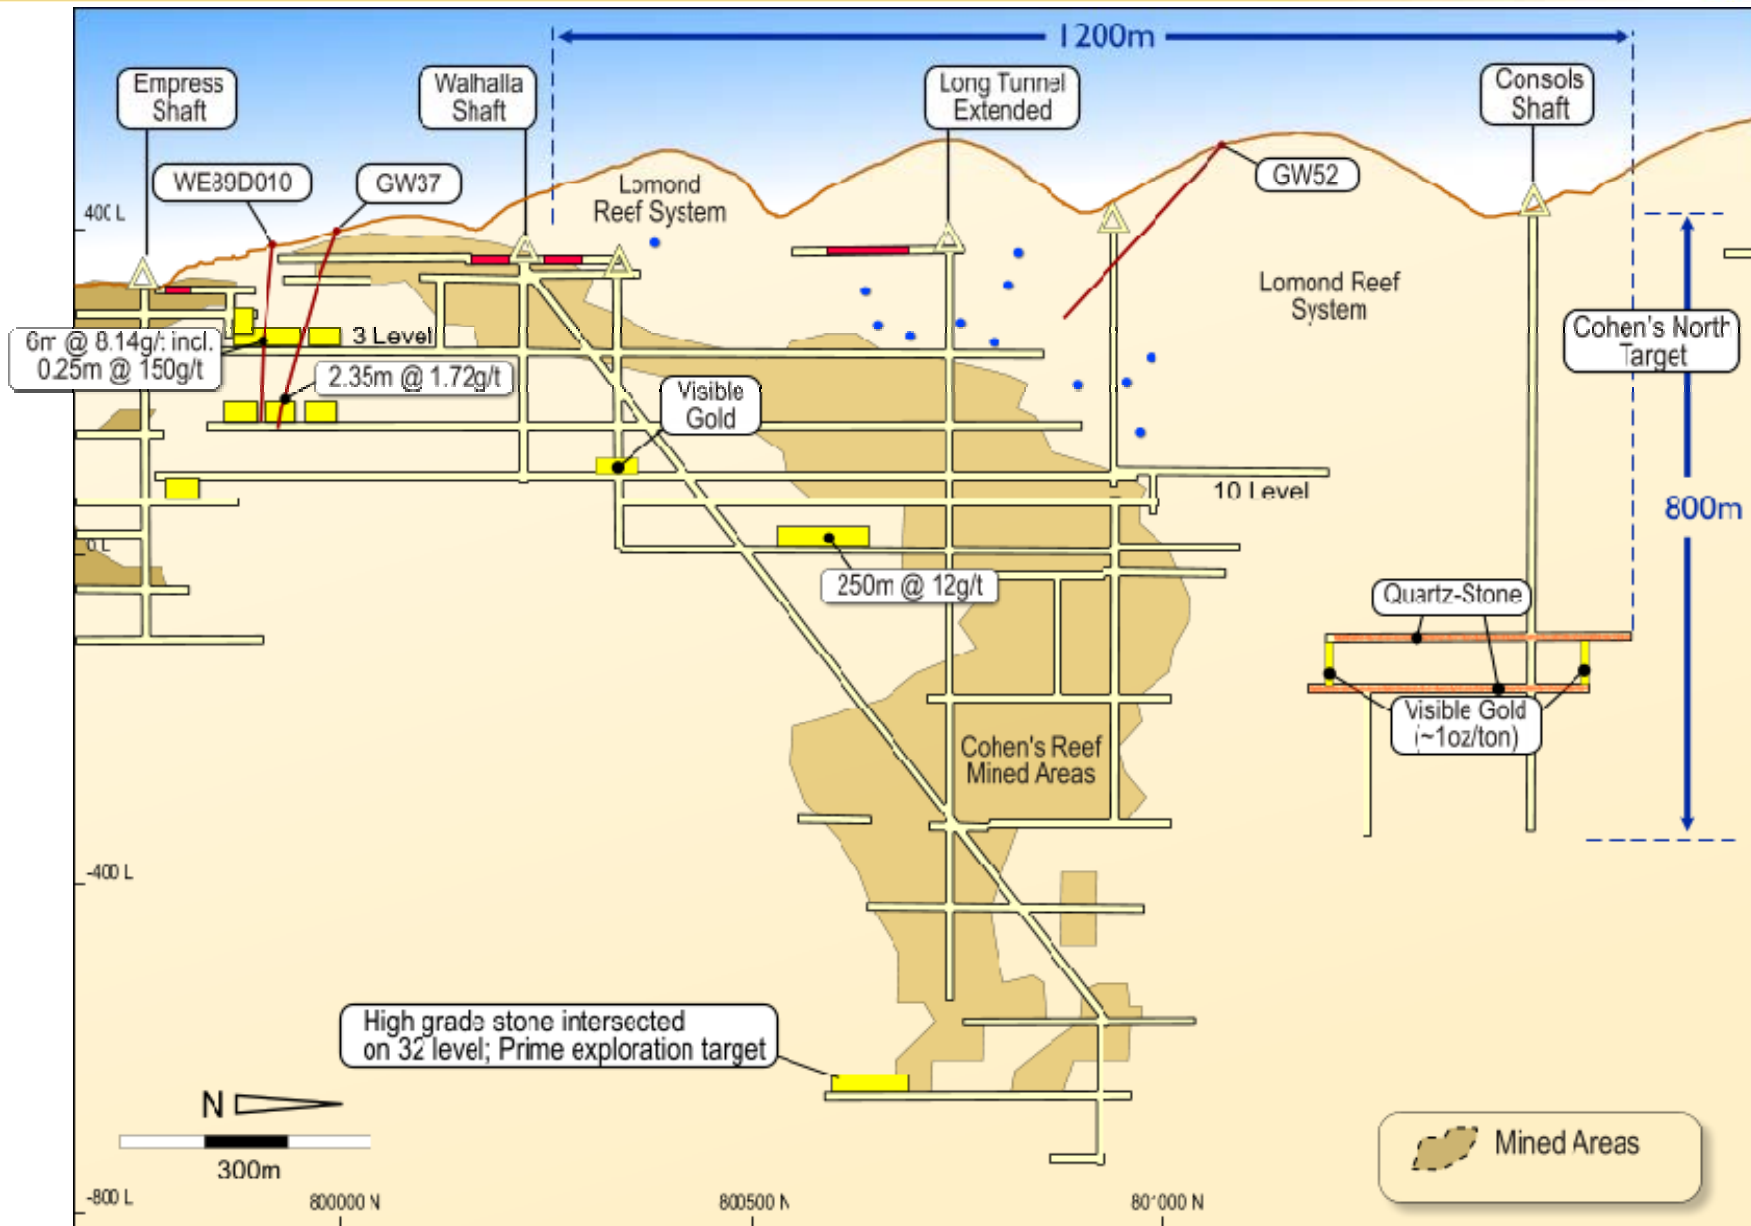 1200m
Empress
Shaft
Walhalla
Shaft
Long Tunnel
Extended
Consols
Shaft
WE89D010
GW37
GW52
Lomond
Reef System
400 L
Lomond Reef
System
Cohen's North
Target
3 Level
6m @ 8.14g/t incl.
0.25m @ 150g/t
2.35m @ 1.72g/t
Visible
Gold
10 Level
800m
0 L
250m @ 12g/t
Quartz-Stone
Visible Gold
(~1oz/ton)
Cohen's Reef
Mined Areas
-400 L
High grade stone intersected
on 32 level; Prime exploration target
N
300m
Mined Areas
-800 L
800000 N
800500 N
801000 N